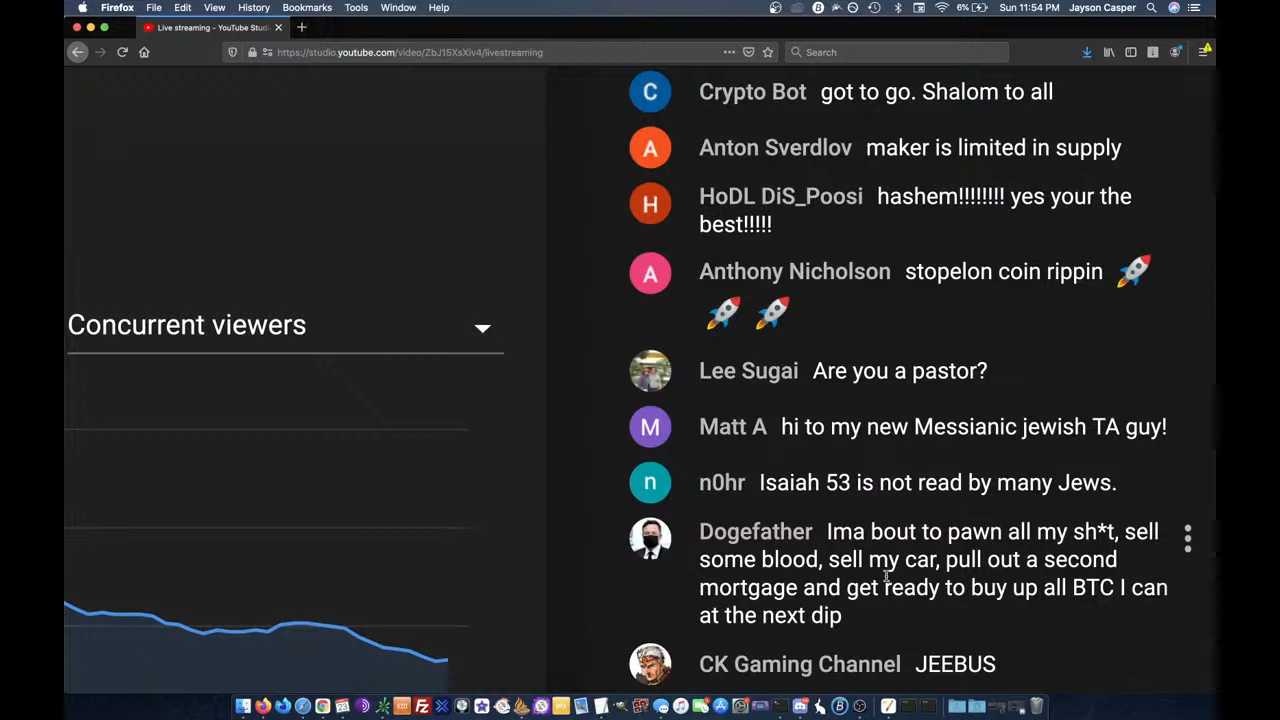 Firefox File Edit View History Bookmarks Tools Window Help 6% Sun 11:54 PM Jayson Casper
Live streaming - YouTube Stud
https://studio.youtube.com/video/ZbJ15XsXiv4/livestreaming Search
C Crypto Bot got to go. Shalom to all
A Anton Sverdlov maker is limited in supply
H HoDL DiS_Poosi hashem!!!!!!!! yes your the
best!!!!!
A Anthony Nicholson stopelon coin rippin 🚀
🚀 🚀
Concurrent viewers
Lee Sugai Are you a pastor?
M Matt A hi to my new Messianic jewish TA guy!
n n0hr Isaiah 53 is not read by many Jews.
Dogefather Ima bout to pawn all my sh*t, sell
some blood, sell my car, pull out a second
mortgage and get ready to buy up all BTC I can
at the next dip
CK Gaming Channel JEEBUS